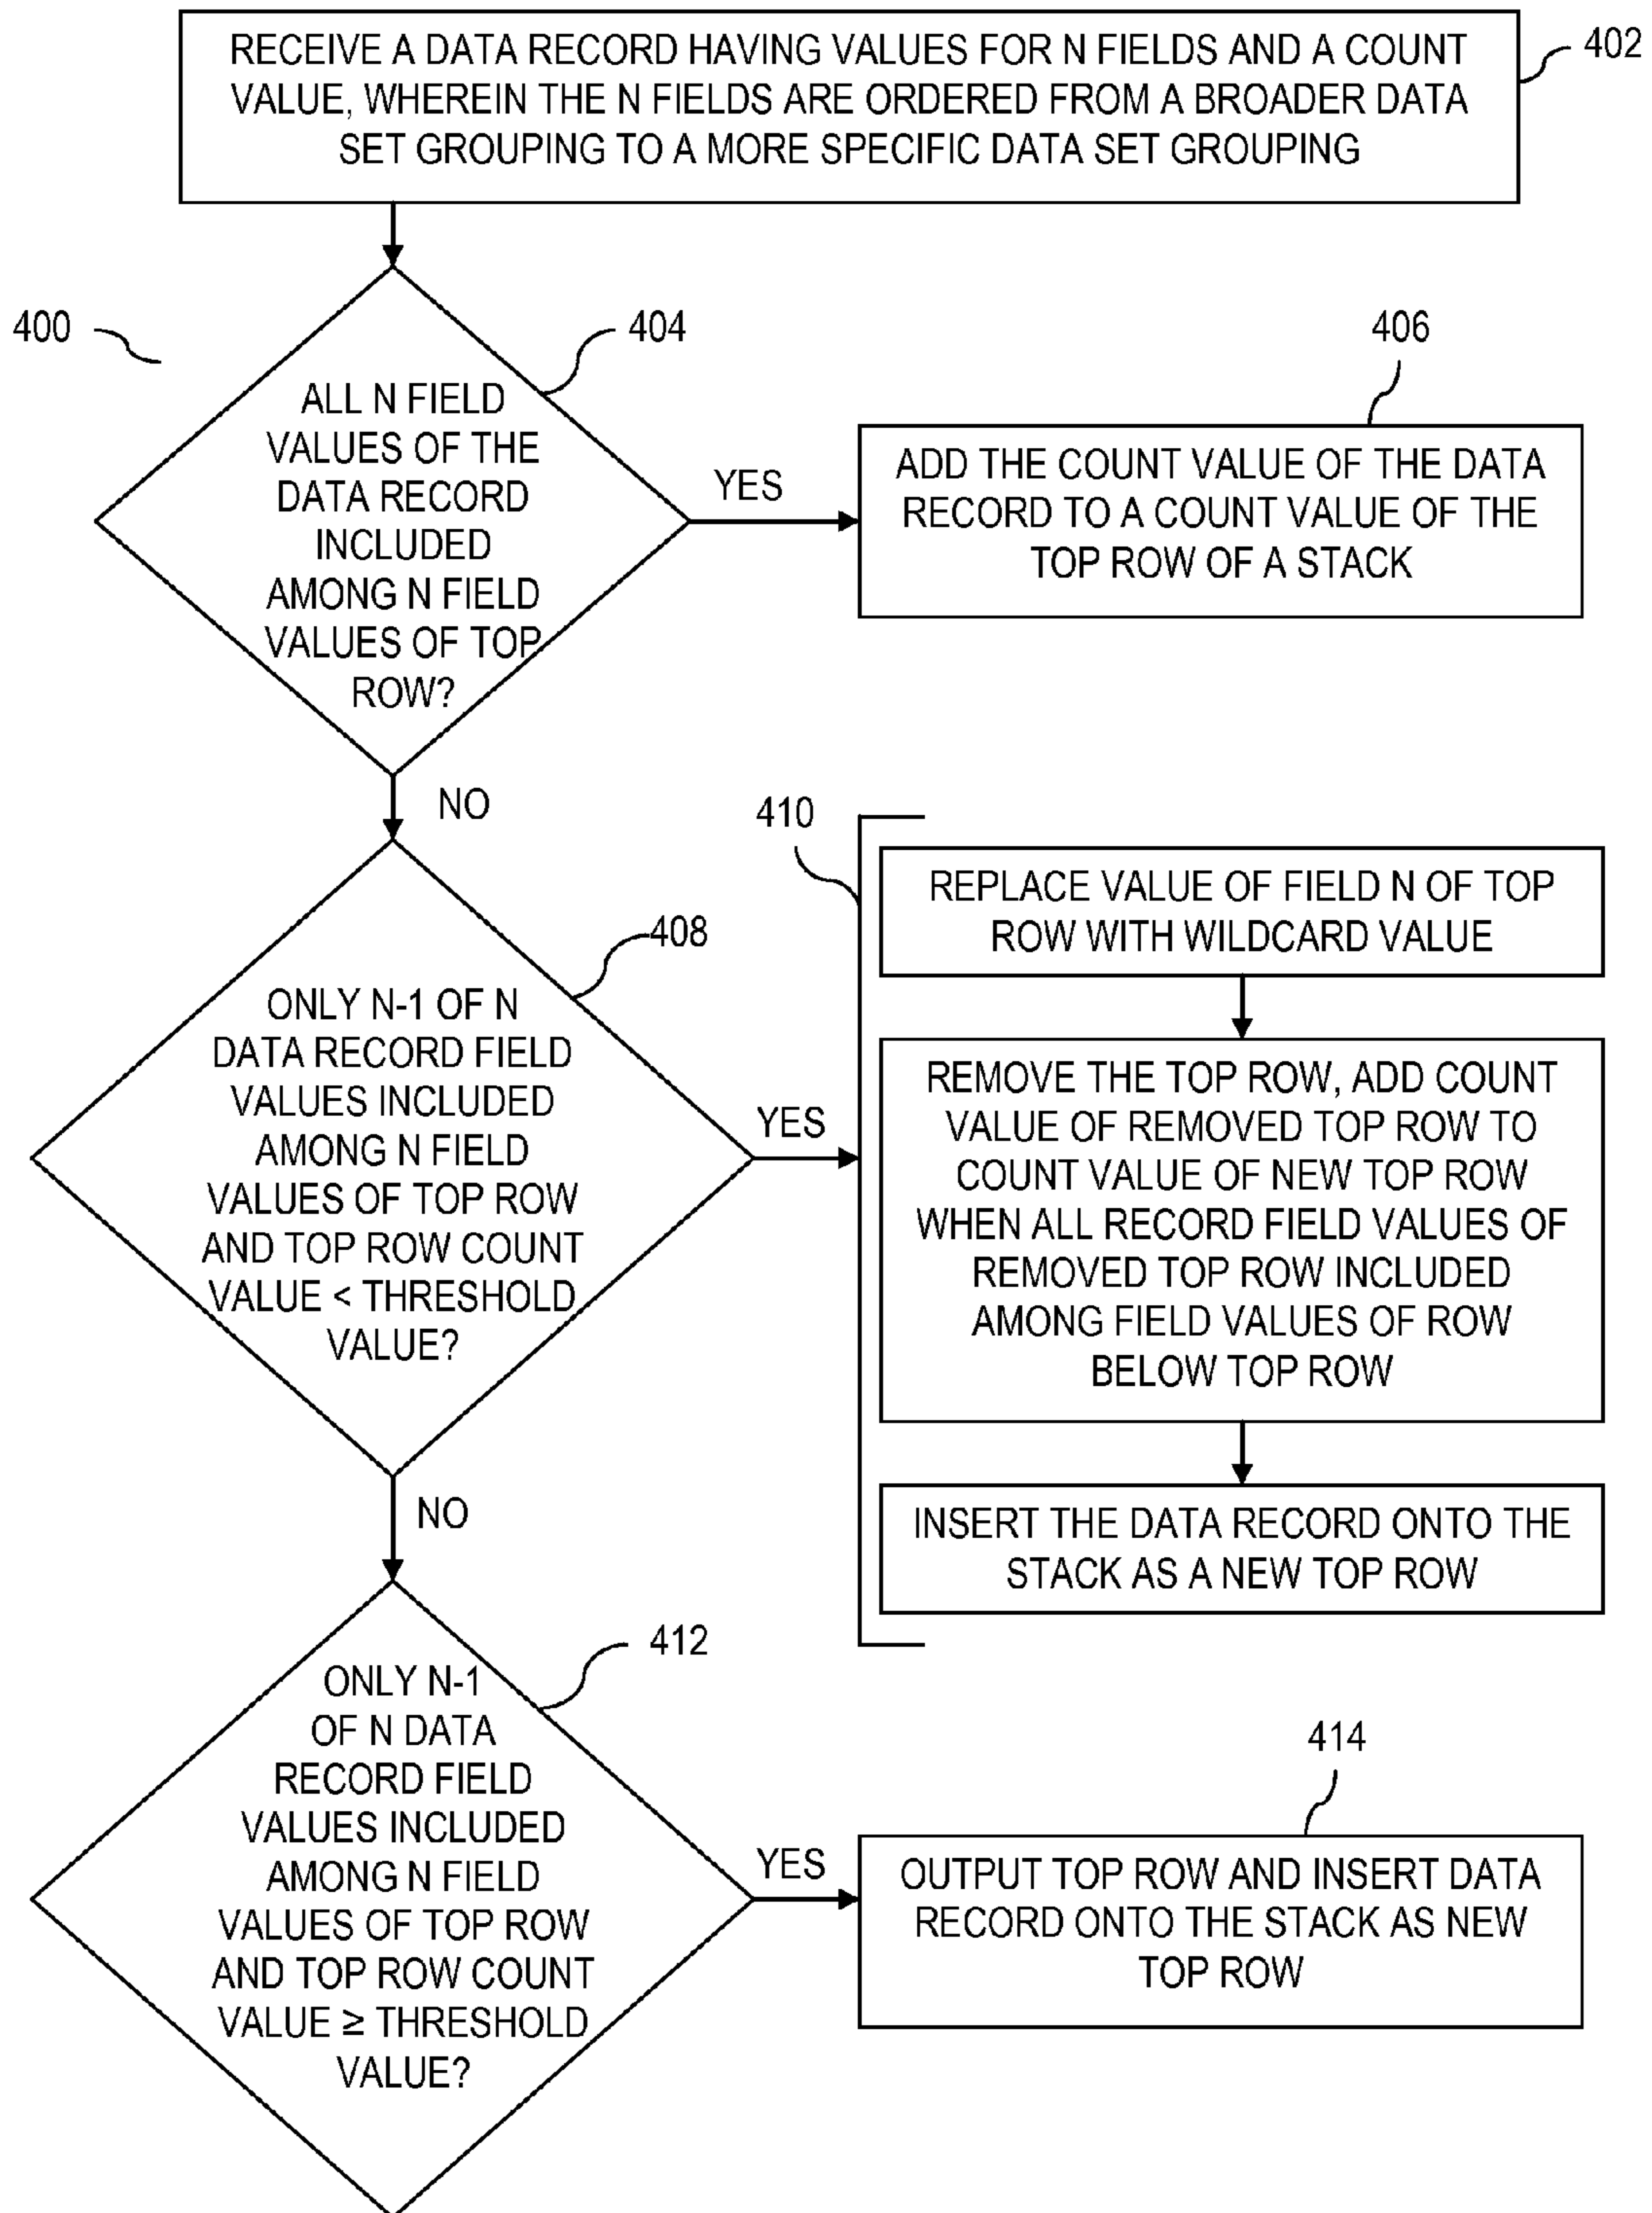 RECEIVE A DATA RECORD HAVING VALUES FOR N FIELDS AND A COUNT
VALUE, WHEREIN THE N FIELDS ARE ORDERED FROM A BROADER DATA
SET GROUPING TO A MORE SPECIFIC DATA SET GROUPING
402
400
404
ALL N FIELD
VALUES OF THE
DATA RECORD
INCLUDED
AMONG N FIELD
VALUES OF TOP
ROW?
YES
406
ADD THE COUNT VALUE OF THE DATA
RECORD TO A COUNT VALUE OF THE
TOP ROW OF A STACK
NO
408
ONLY N-1 OF N
DATA RECORD FIELD
VALUES INCLUDED
AMONG N FIELD
VALUES OF TOP ROW
AND TOP ROW COUNT
VALUE < THRESHOLD
VALUE?
YES
410
REPLACE VALUE OF FIELD N OF TOP
ROW WITH WILDCARD VALUE
REMOVE THE TOP ROW, ADD COUNT
VALUE OF REMOVED TOP ROW TO
COUNT VALUE OF NEW TOP ROW
WHEN ALL RECORD FIELD VALUES OF
REMOVED TOP ROW INCLUDED
AMONG FIELD VALUES OF ROW
BELOW TOP ROW
INSERT THE DATA RECORD ONTO THE
STACK AS A NEW TOP ROW
NO
412
ONLY N-1
OF N DATA
RECORD FIELD
VALUES INCLUDED
AMONG N FIELD
VALUES OF TOP ROW
AND TOP ROW COUNT
VALUE ≥ THRESHOLD
VALUE?
YES
414
OUTPUT TOP ROW AND INSERT DATA
RECORD ONTO THE STACK AS NEW
TOP ROW